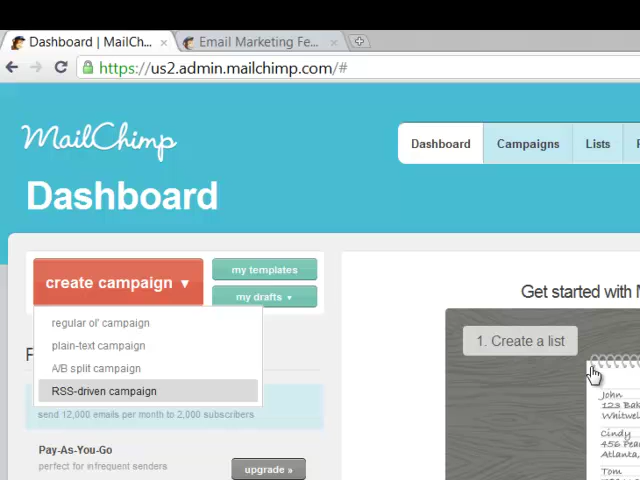 Dashboard | MailCh...
Email Marketing Fe...
https://us2.admin.mailchimp.com/#
MailChimp
Dashboard
Dashboard
Campaigns
Lists
create campaign
my templates
my drafts
regular ol' campaign
plain-text campaign
A/B split campaign
RSS-driven campaign
send 12,000 emails per month to 2,000 subscribers
Pay-As-You-Go
perfect for infrequent senders
upgrade »
Get started with
1. Create a list
John
Cindy
Tom